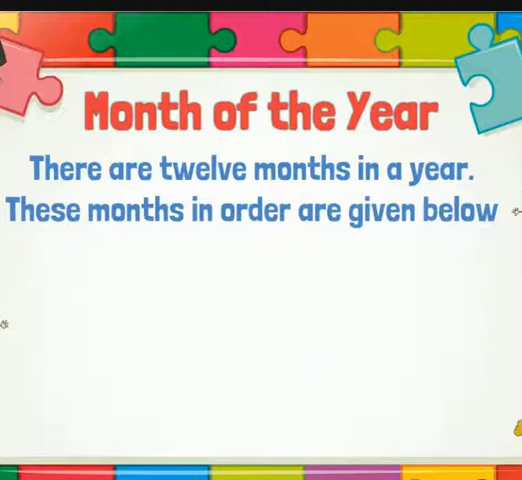 Month of the Year
There are twelve months in a year.
These months in order are given below